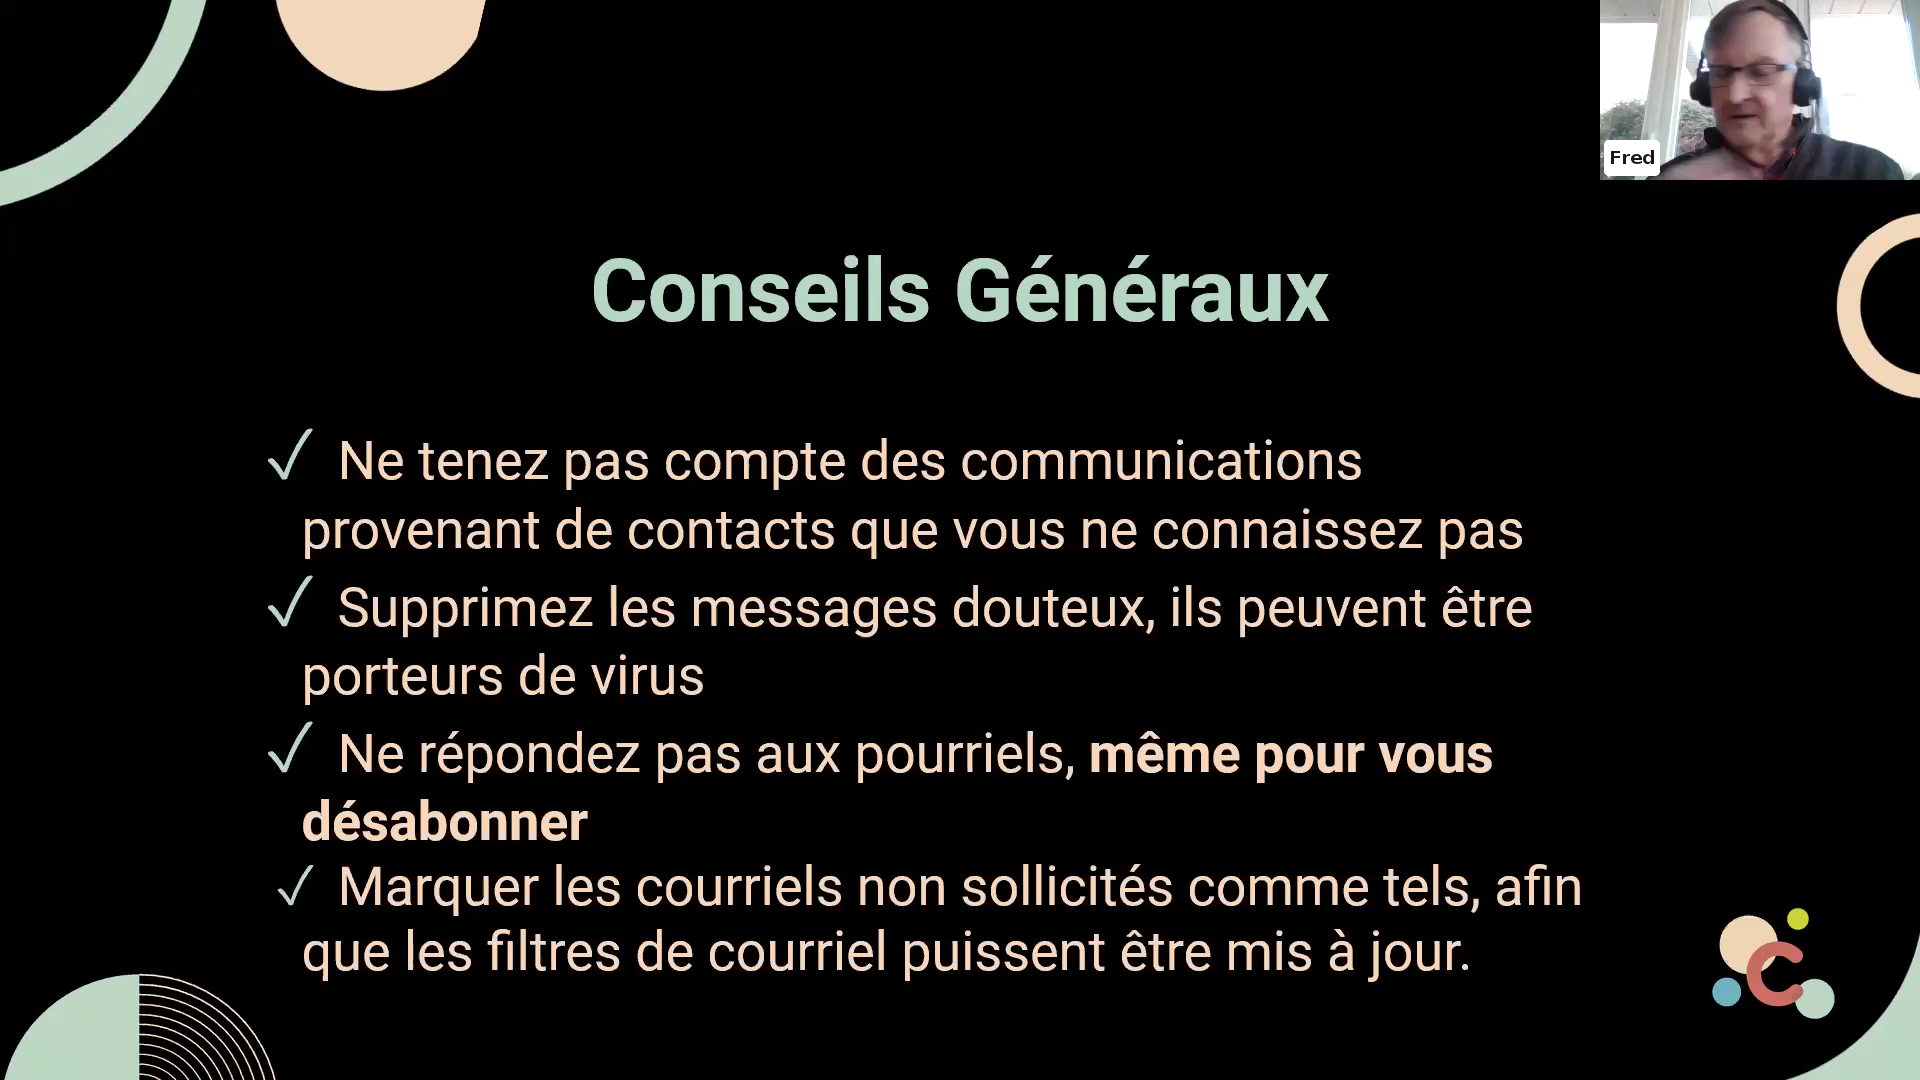 Fred
Conseils Généraux
✓ Ne tenez pas compte des communications
provenant de contacts que vous ne connaissez pas
✓ Supprimez les messages douteux, ils peuvent être
porteurs de virus
✓ Ne répondez pas aux pourriels, même pour vous
désabonner
✓ Marquer les courriels non sollicités comme tels, afin
que les filtres de courriel puissent être mis à jour.